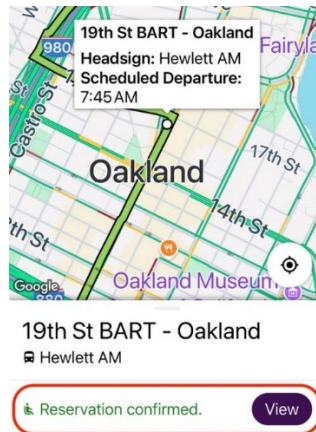 19th St BART - Oakland
Headsign: Hewlett AM
Scheduled Departure:
7:45 AM
980
Fairyla
Castro St
17th St
Oakland
14th St
7th St
Google
Oakland Museum
880
19th St BART - Oakland
Hewlett AM
Reservation confirmed.
View